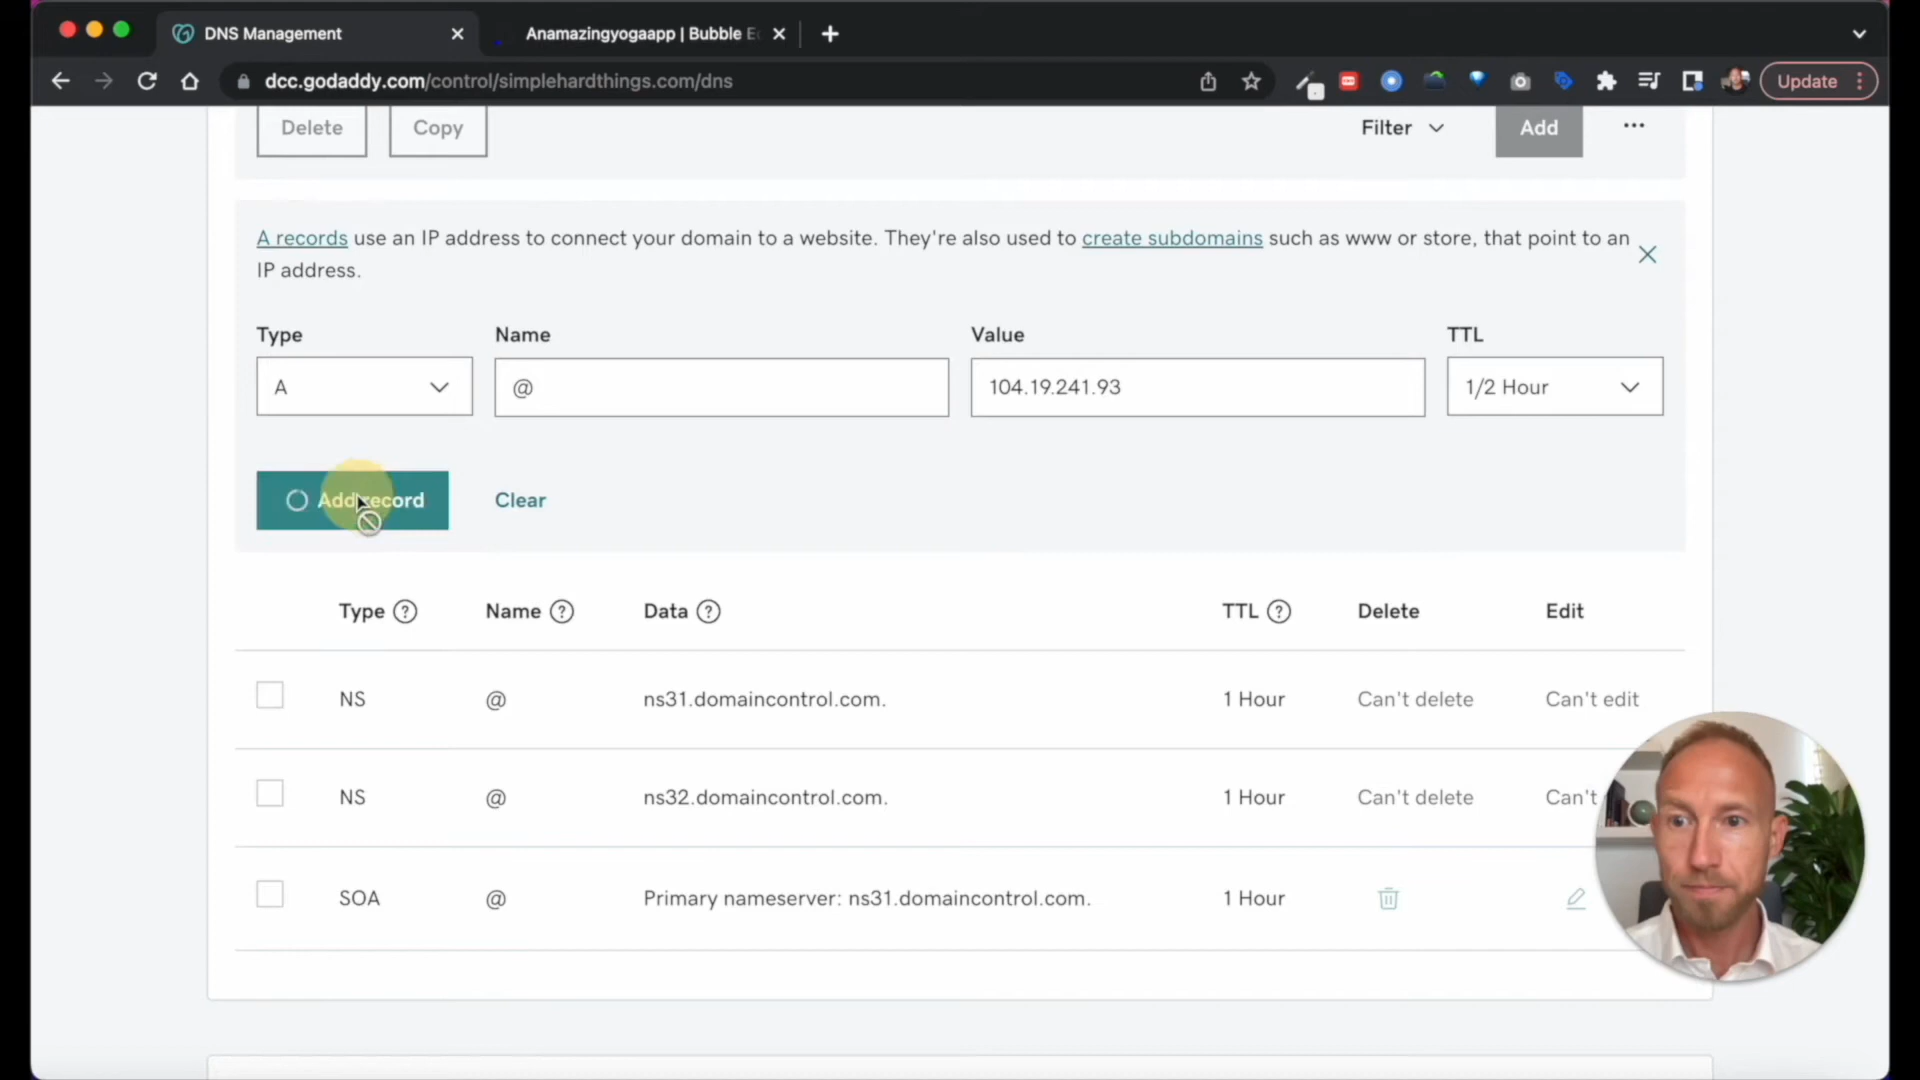 DNS Management
Anamazingyogaapp | Bubble E
dcc.godaddy.com/control/simplehardthings.com/dns
Update
Delete
Copy
Filter
Add
A records use an IP address to connect your domain to a website. They're also used to create subdomains such as www or store, that point to an
IP address.
Type
Name
Value
TTL
A
@
104.19.241.93
1/2 Hour
Add record
Clear
Type
Name
Data
TTL
Delete
Edit
NS
@
ns31.domaincontrol.com.
1 Hour
Can't delete
Can't edit
NS
@
ns32.domaincontrol.com.
1 Hour
Can't delete
Can't
SOA
@
Primary nameserver: ns31.domaincontrol.com.
1 Hour